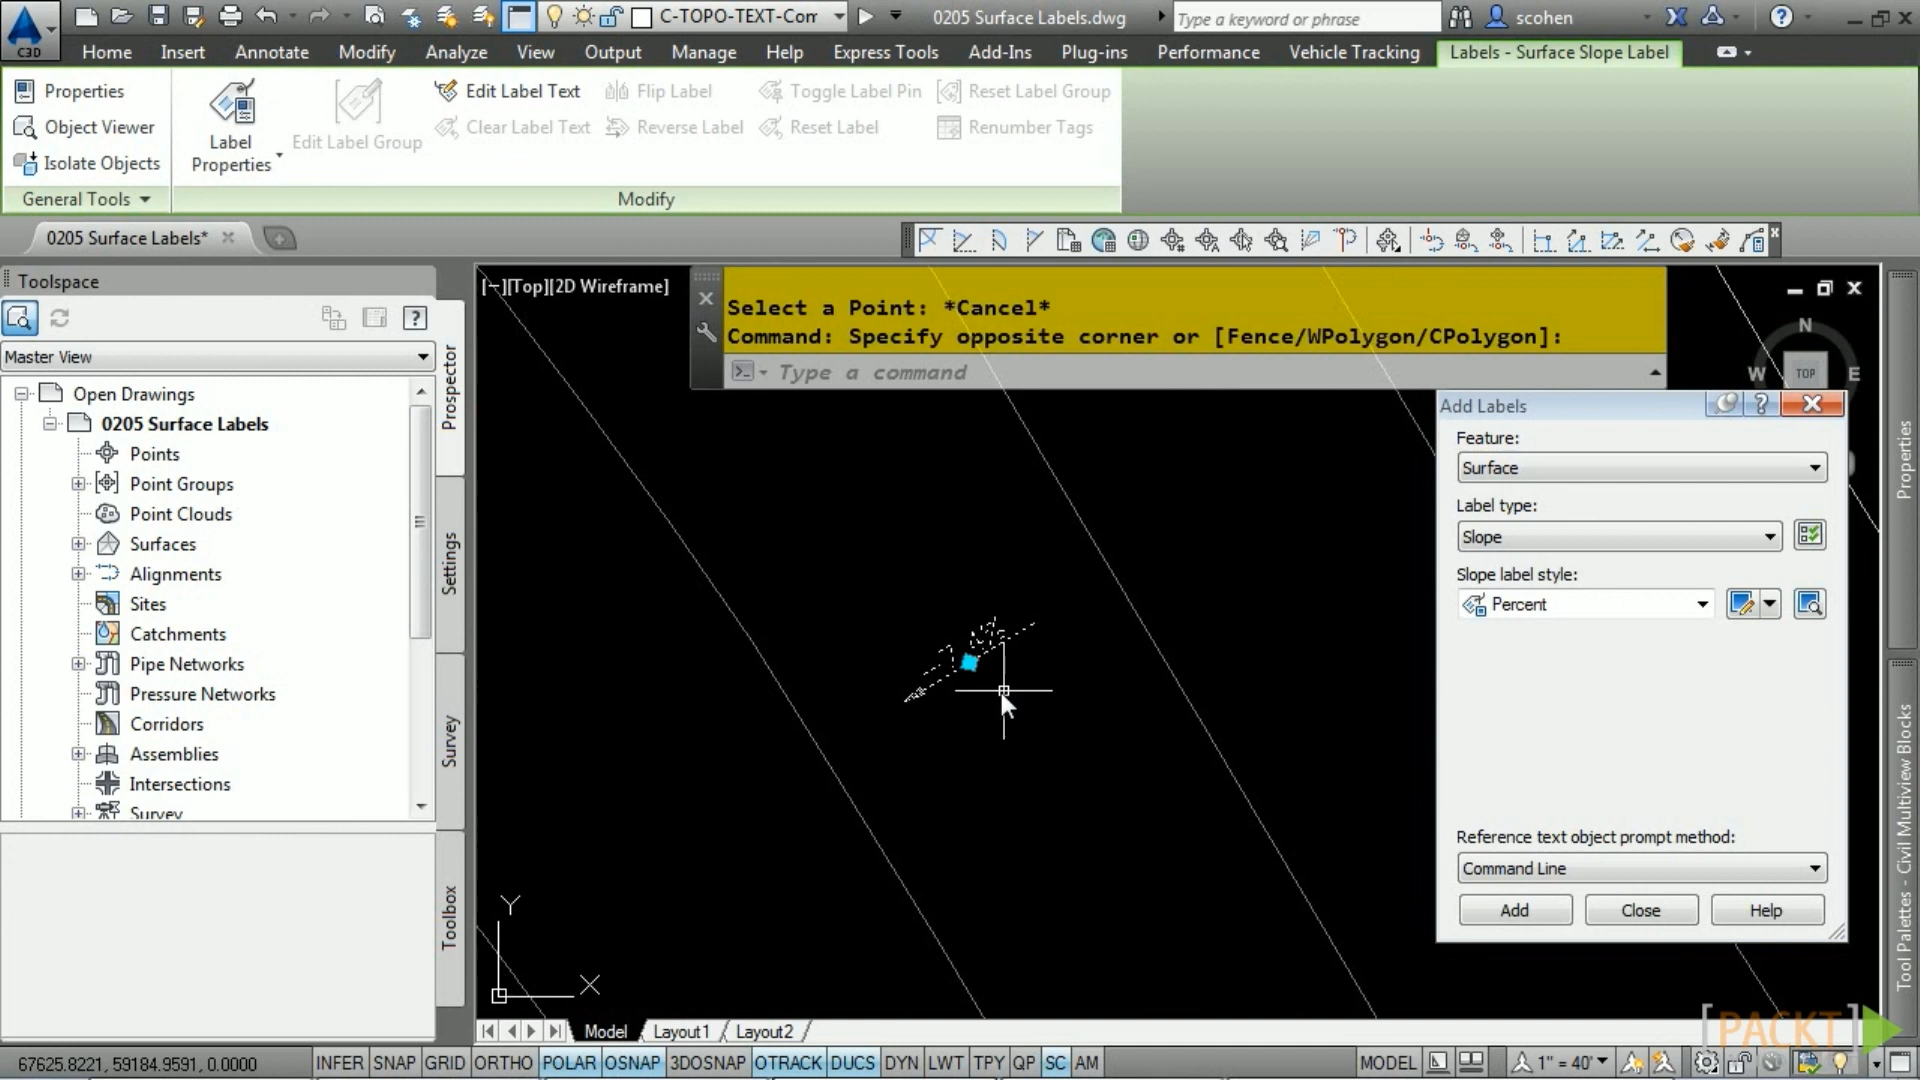 C3D
C-TOPO-TEXT-Com
0205 Surface Labels.dwg
Type a keyword or phrase
scohen
Home Insert Annotate Modify Analyze View Output Manage Help Express Tools Add-Ins Plug-ins Performance Vehicle Tracking Labels - Surface Slope Label
Properties
Object Viewer
Isolate Objects
General Tools
Label
Properties
Edit Label Group
Edit Label Text
Flip Label
Toggle Label Pin
Reset Label Group
Clear Label Text
Reverse Label
Reset Label
Renumber Tags
Modify
0205 Surface Labels*
Toolspace
Master View
Open Drawings
0205 Surface Labels
Points
Point Groups
Point Clouds
Surfaces
Alignments
Sites
Catchments
Pipe Networks
Pressure Networks
Corridors
Assemblies
Intersections
Survey
Prospector
Settings
Survey
Toolbox
[−][Top][2D Wireframe]
Select a Point: *Cancel*
Command: Specify opposite corner or [Fence/WPolygon/CPolygon]:
Type a command
N
W
TOP
E
Add Labels
Feature:
Surface
Label type:
Slope
Slope label style:
Percent
Reference text object prompt method:
Command Line
Add Close Help
Properties
Tool Palettes - Civil Multiview Blocks
Y
X
Model Layout1 Layout2
[PACKT]
67625.8221, 59184.9591, 0.0000
INFER SNAP GRID ORTHO POLAR OSNAP 3DOSNAP OTRACK DUCS DYN LWT TPY QP SC AM
MODEL
1" = 40'